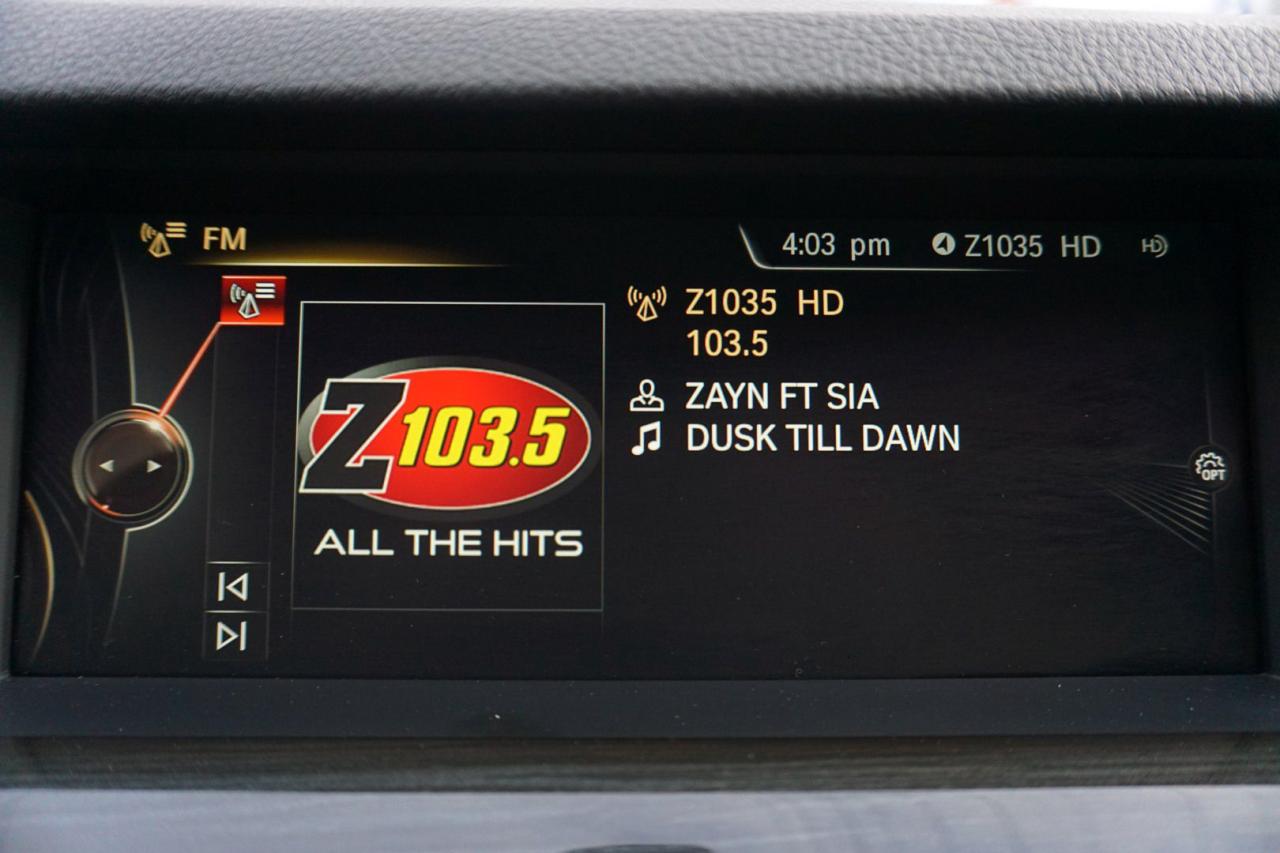 FM
4:03 pm
Z1035 HD
HD
Z1035 HD
103.5
ZAYN FT SIA
DUSK TILL DAWN
Z103.5
ALL THE HITS
OPT